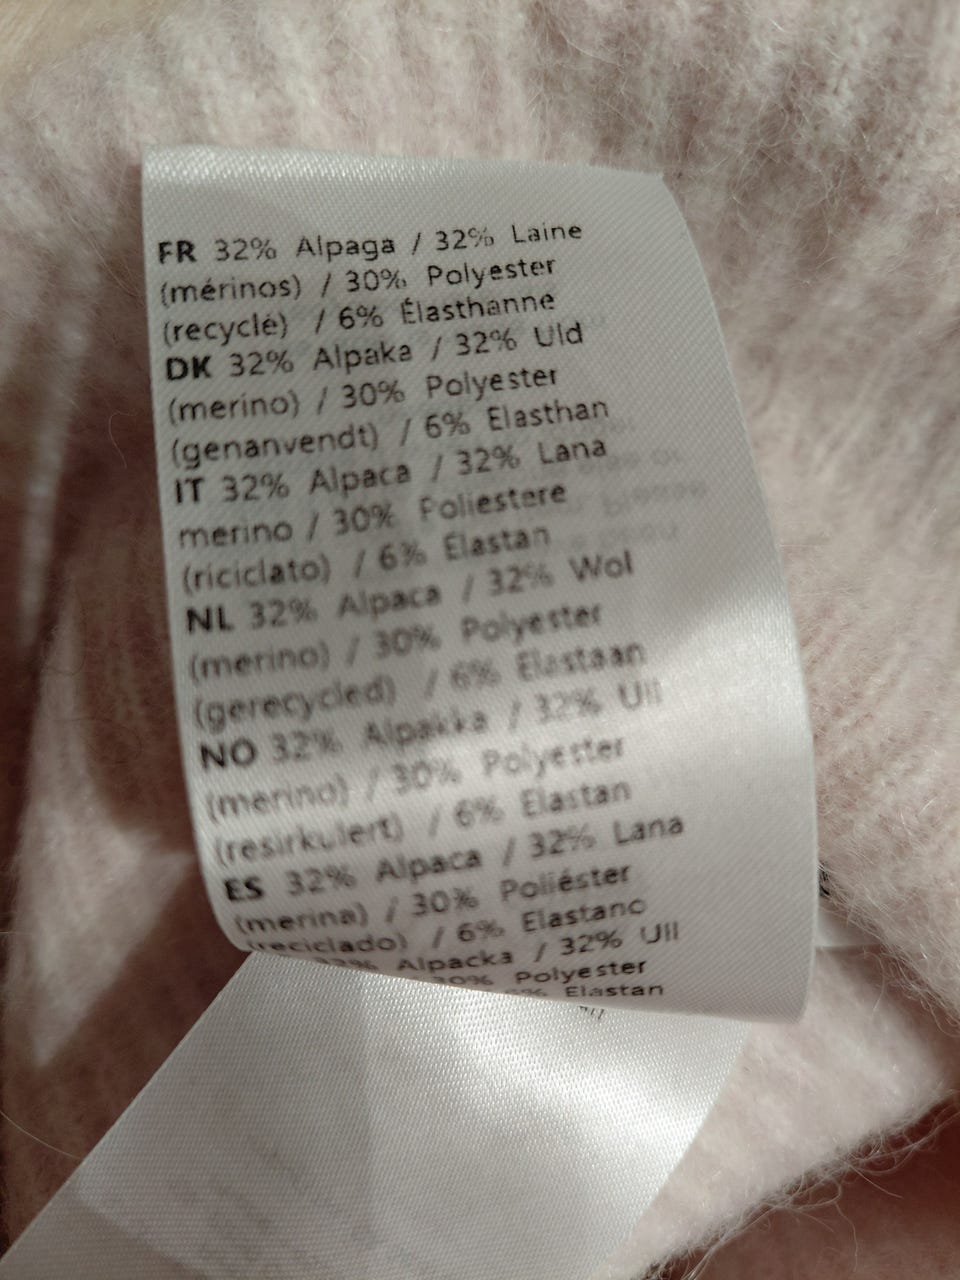 FR 32% Alpaga / 32% Laine
(mérinos) / 30% Polyester
(recyclé) / 6% Élasthanne
DK 32% Alpaka / 32% Uld
(merino) / 30% Polyester
(genanvendt) / 6% Elasthan
IT 32% Alpaca / 32% Lana
merino / 30% Poliestere
(riciclato) / 6% Elastan
NL 32% Alpaca / 32% Wol
(merino) / 30% Polyester
(gerecycled) / 6% Elastaan
NO 32% Alpakka / 32% Ull
(merino) / 30% Polyester
(resirkulert) / 6% Elastan
ES 32% Alpaca / 32% Lana
(merina) / 30% Poliéster
(reciclado) / 6% Elastano
32% Alpacka / 32% Ull
30% Polyester
Elastan